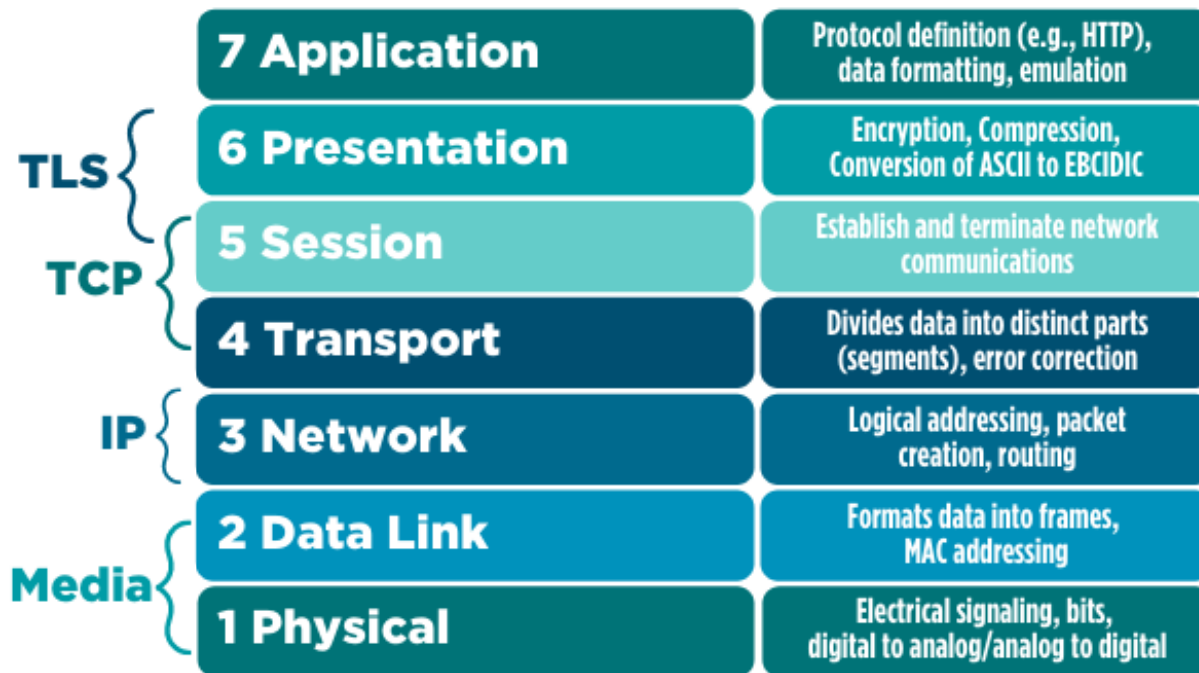 7 Application
Protocol definition (e.g., HTTP),
data formatting, emulation
TLS
6 Presentation
Encryption, Compression,
Conversion of ASCII to EBCIDIC
TCP
5 Session
Establish and terminate network
communications
4 Transport
Divides data into distinct parts
(segments), error correction
IP
3 Network
Logical addressing, packet
creation, routing
Media
2 Data Link
Formats data into frames,
MAC addressing
1 Physical
Electrical signaling, bits,
digital to analog/analog to digital